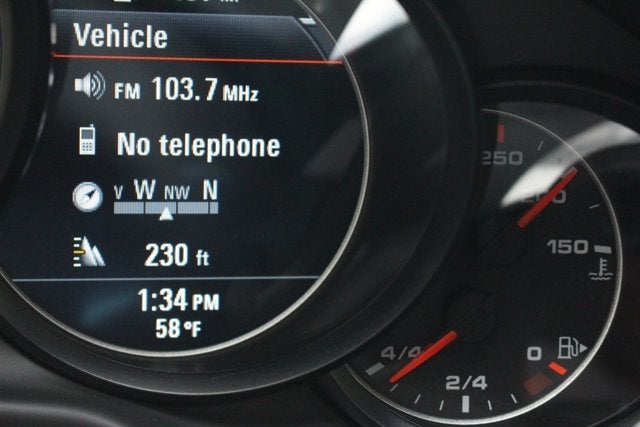 Vehicle
FM 103.7 MHz
No telephone
W NW N
230 ft
1:34 PM
58 °F
250
200
150
4/4
2/4
0